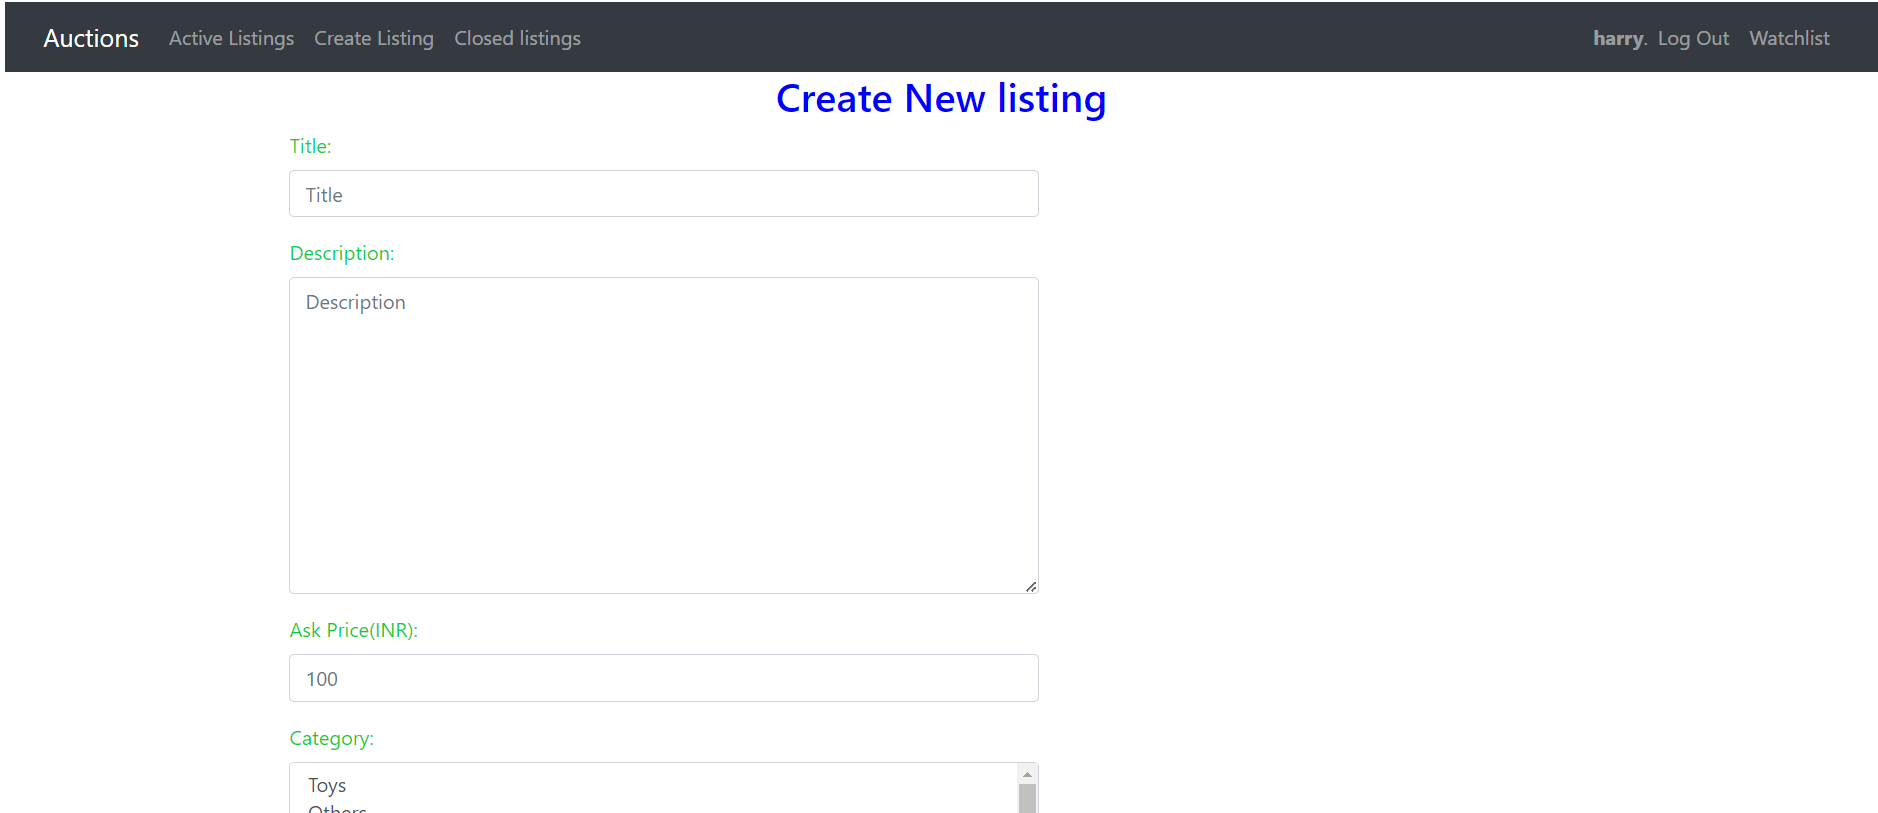 Auctions Active Listings Create Listing Closed listings harry. Log Out Watchlist
Create New listing
Title:
Title
Description:
Description
Ask Price(INR):
100
Category:
Toys
Others